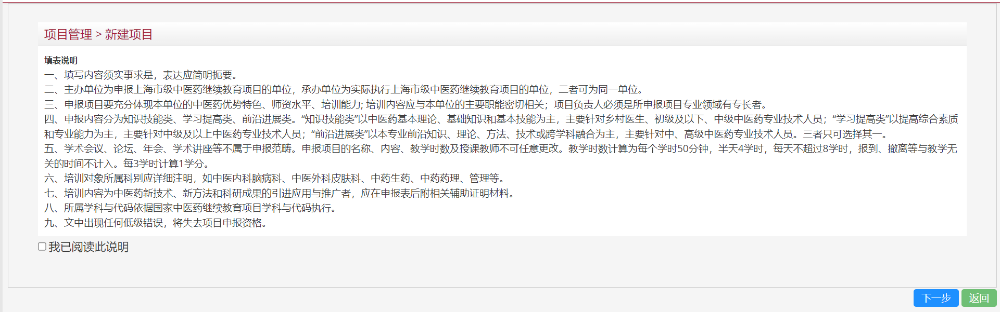 项目管理 > 新建项目
填表说明
一、填写内容须实事求是，表达应简明扼要。
二、主办单位为申报上海市级中医药继续教育项目的单位，承办单位为实际执行上海市级中医药继续教育项目的单位，二者可为同一单位。
三、申报项目要充分体现本单位的中医药优势特色、师资水平、培训能力; 培训内容应与本单位的主要职能密切相关；项目负责人必须是所申报项目专业领域有专长者。
四、申报内容分为知识技能类、学习提高类、前沿进展类。“知识技能类”以中医药基本理论、基础知识和基本技能为主，主要针对乡村医生、初级及以下、中级中医药专业技术人员；“学习提高类”以提高综合素质
和专业能力为主，主要针对中级及以上中医药专业技术人员；“前沿进展类”以本专业前沿知识、理论、方法、技术或跨学科融合为主，主要针对中、高级中医药专业技术人员。三者只可选择其一。
五、学术会议、论坛、年会、学术讲座等不属于申报范畴。申报项目的名称、内容、教学时数及授课教师不可任意更改。教学时数计算为每个学时50分钟，半天4学时，每天不超过8学时，报到、撤离等与教学无
关的时间不计入。每3学时计算1学分。
六、培训对象所属科别应详细注明，如中医内科脑病科、中医外科皮肤科、中药生药、中药药理、管理等。
七、培训内容为中医药新技术、新方法和科研成果的引进应用与推广者，应在申报表后附相关辅助证明材料。
八、所属学科与代码依据国家中医药继续教育项目学科与代码执行。
九、文中出现任何低级错误，将失去项目申报资格。
我已阅读此说明
下一步 返回